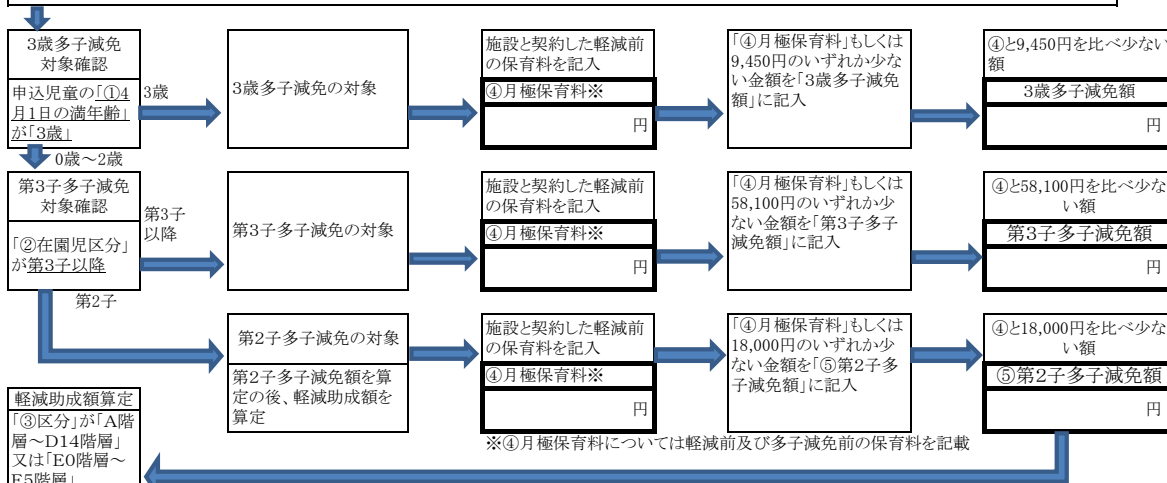 3歳多子減免
対象確認
申込児童の「①4
月1日の満年齢」
が「3歳」
3歳
3歳多子減免の対象
施設と契約した軽減前
の保育料を記入
④月極保育料※
円
「④月極保育料」もしくは
9,450円のいずれか少な
い金額を「3歳多子減免
額」に記入
④と9,450円を比べ少ない
額
3歳多子減免額
円
0歳～2歳
第3子多子減免
対象確認
「②在園児区分」
が第3子以降
第3子
以降
第3子多子減免の対象
施設と契約した軽減前
の保育料を記入
④月極保育料※
円
「④月極保育料」もしくは
58,100円のいずれか少
ない金額を「第3子多子
減免額」に記入
④と58,100円を比べ少な
い額
第3子多子減免額
円
第2子
第2子多子減免の対象
第2子多子減免額を算
定の後、軽減助成額を
算定
施設と契約した軽減前
の保育料を記入
④月極保育料※
円
「④月極保育料」もしくは
18,000円のいずれか少
ない金額を「⑤第2子多
子減免額」に記入
④と18,000円を比べ少な
い額
⑤第2子多子減免額
円
※④月極保育料については軽減前及び多子減免前の保育料を記載
軽減助成額算定
「③区分」が「A階
層～D14階層」
又は「E0階層～
E5階層」